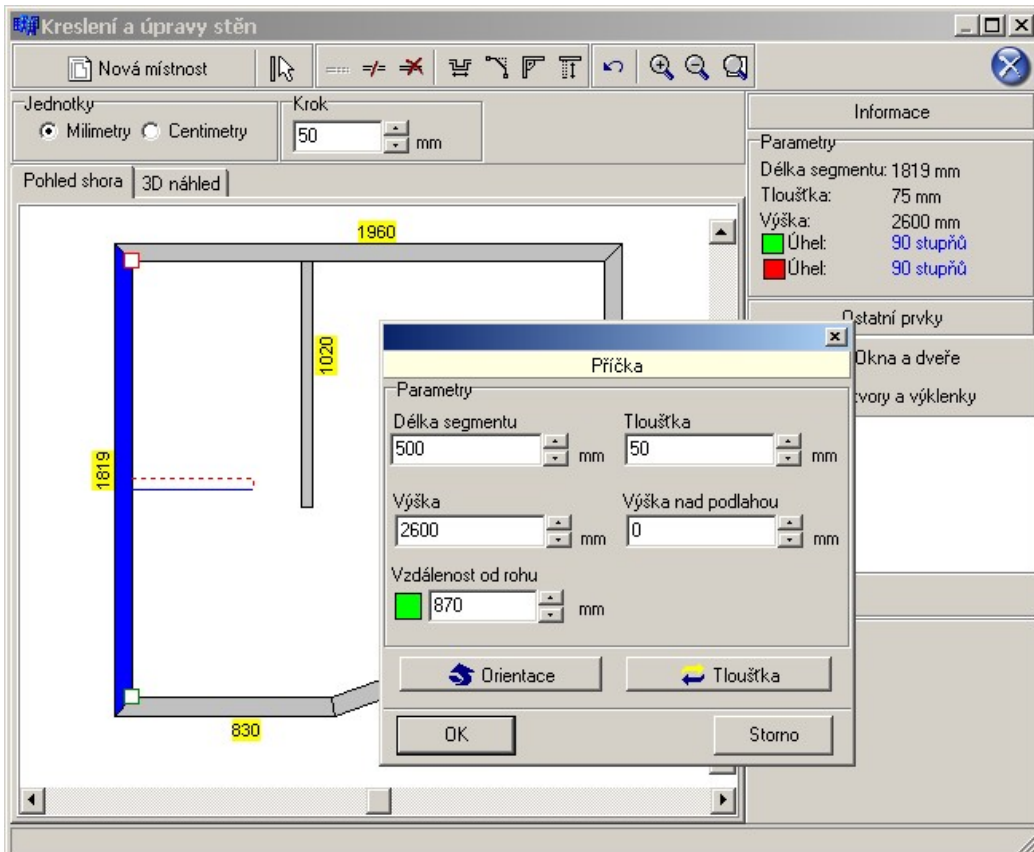 Kreslení a úpravy stěn
Nová místnost
Jednotky
Milimetry
Centimetry
Krok
50
mm
Informace
Parametry
Délka segmentu: 1819 mm
Tloušťka: 75 mm
Výška: 2600 mm
Úhel: 90 stupňů
Úhel: 90 stupňů
Ostatní prvky
Okna a dveře
vory a výklenky
Pohled shora
3D náhled
1960
1020
1819
830
Příčka
Parametry
Délka segmentu
500
mm
Tloušťka
50
mm
Výška
2600
mm
Výška nad podlahou
0
mm
Vzdálenost od rohu
870
mm
Orientace
Tloušťka
OK
Storno